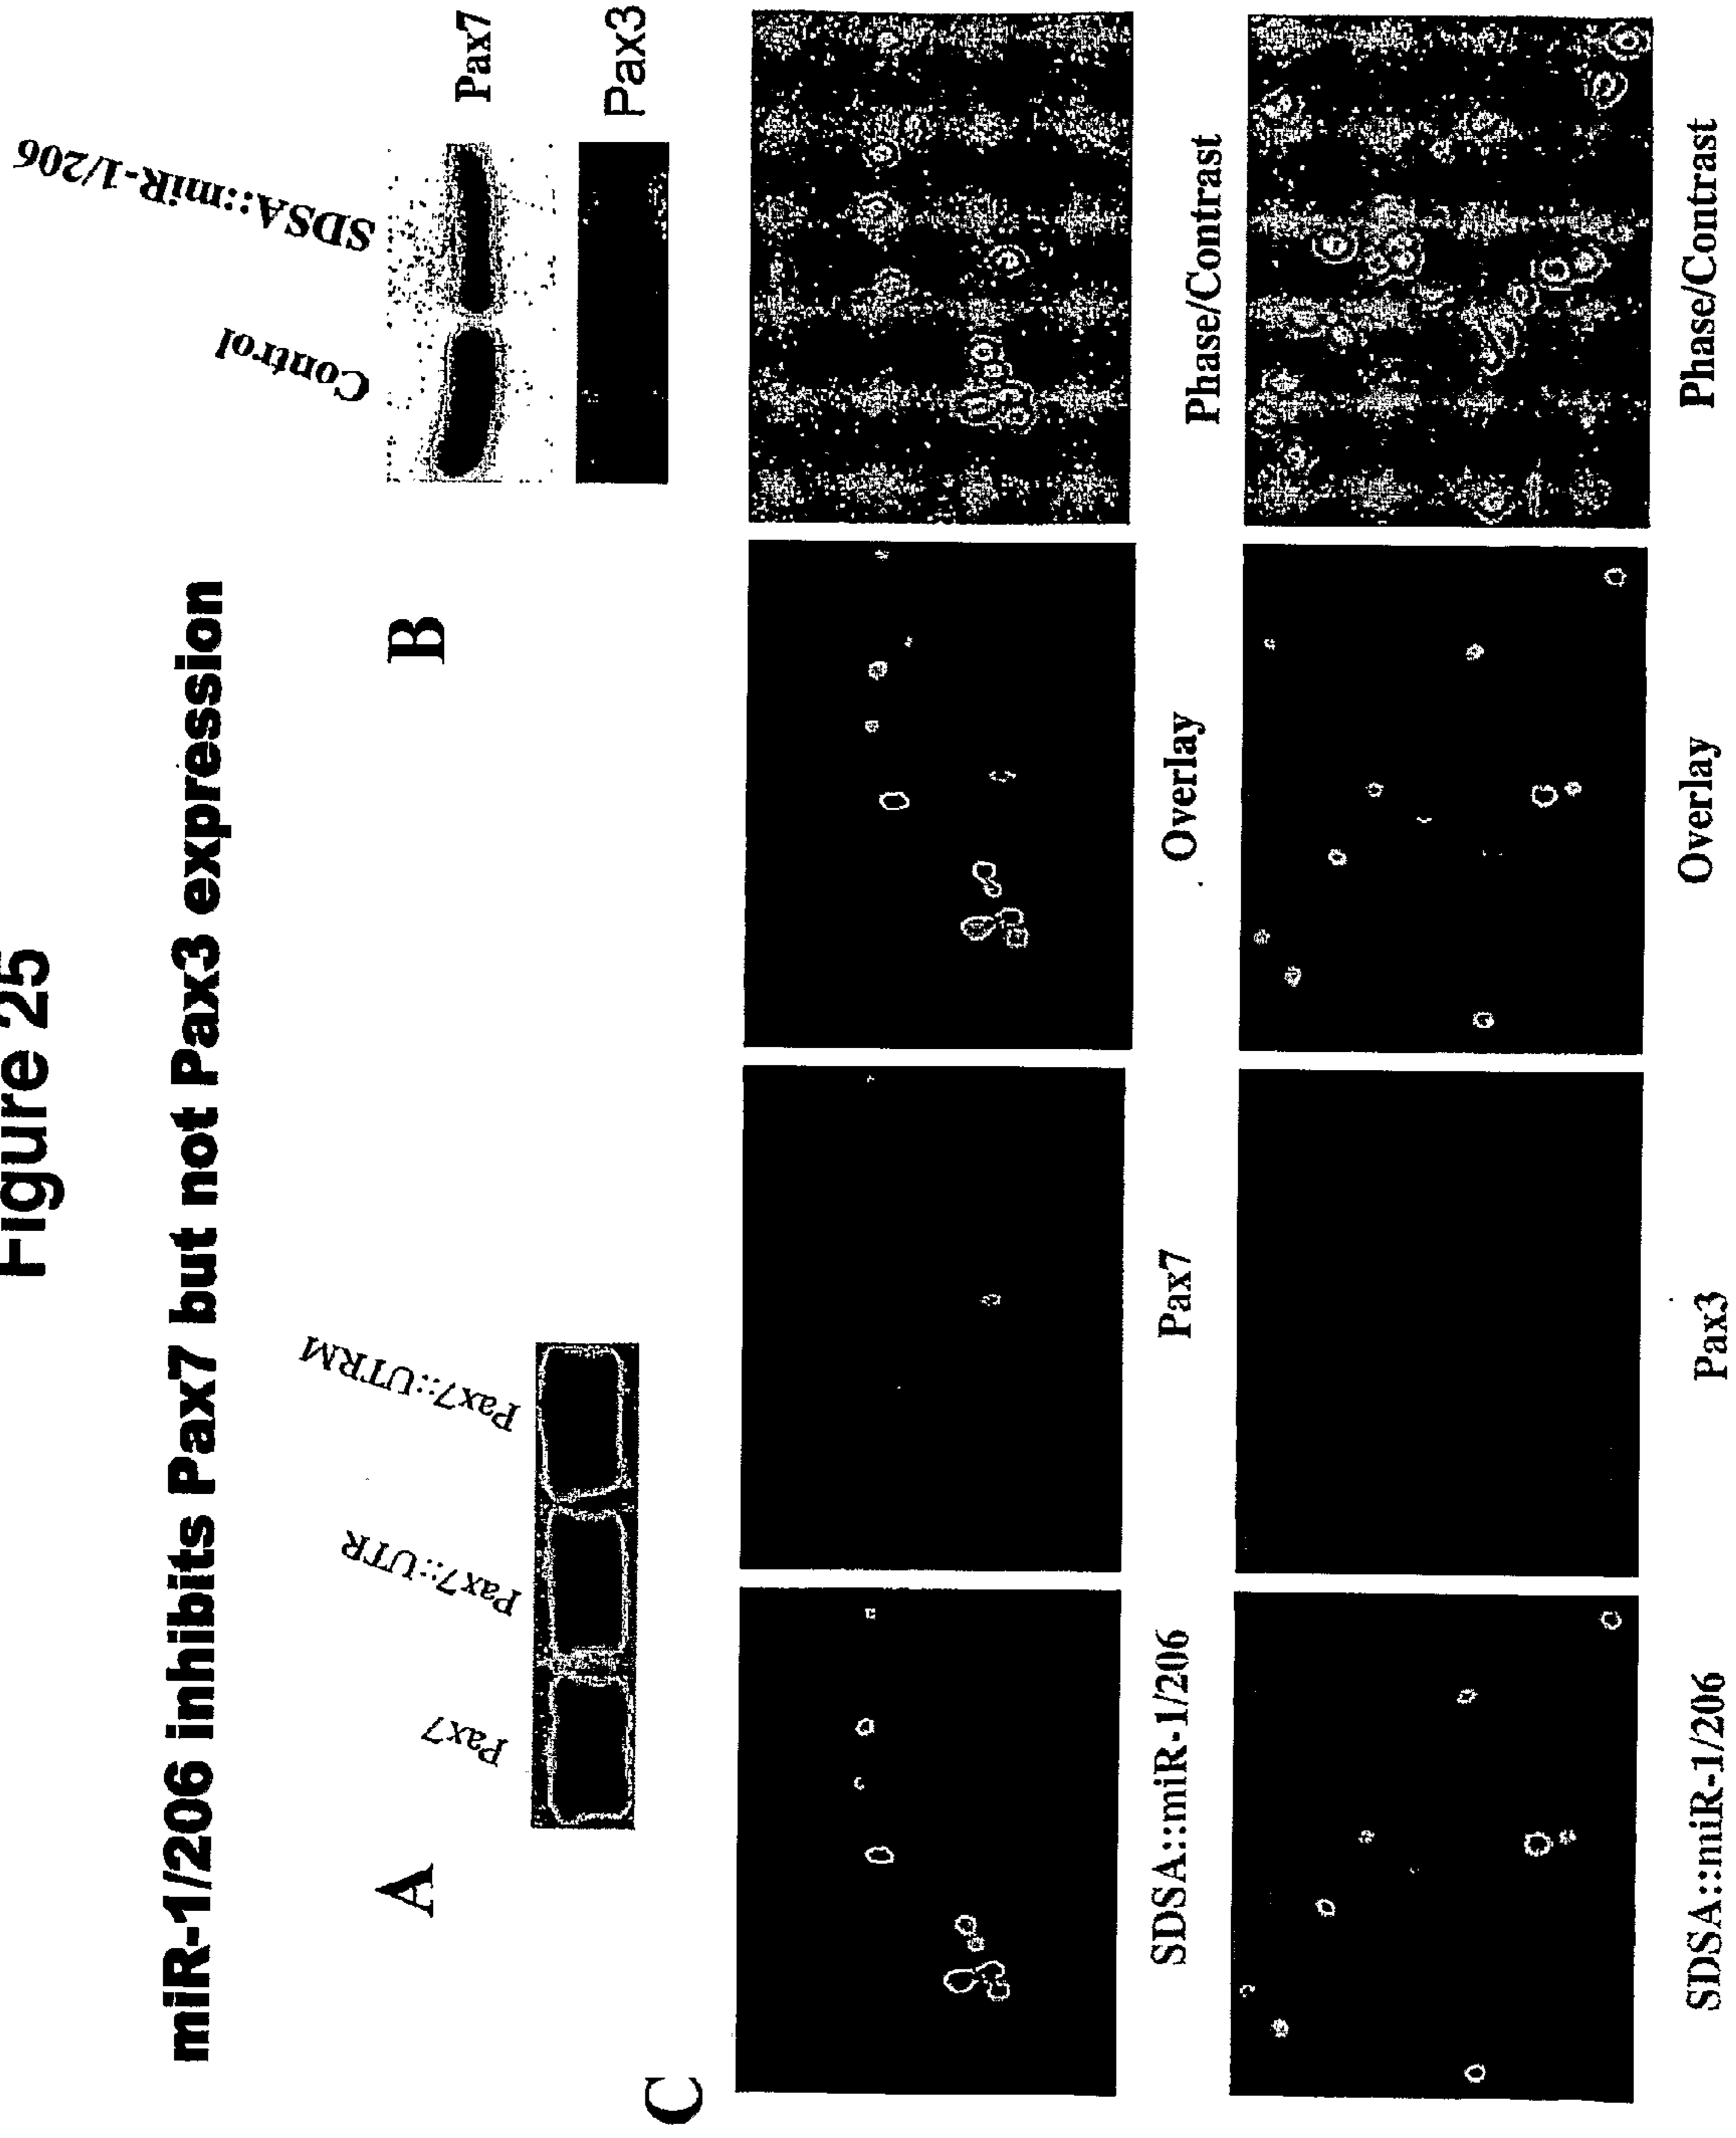 Figure 25
miR-1/206 inhibits Pax7 but not Pax3 expression
A
Pax7
Pax7::UTR
Pax7::UTRM
B
Control
SDSA::miR-1/206
Pax7
Pax3
C
SDSA::miR-1/206
Pax7
Overlay
Phase/Contrast
SDSA::miR-1/206
Pax3
Overlay
Phase/Contrast